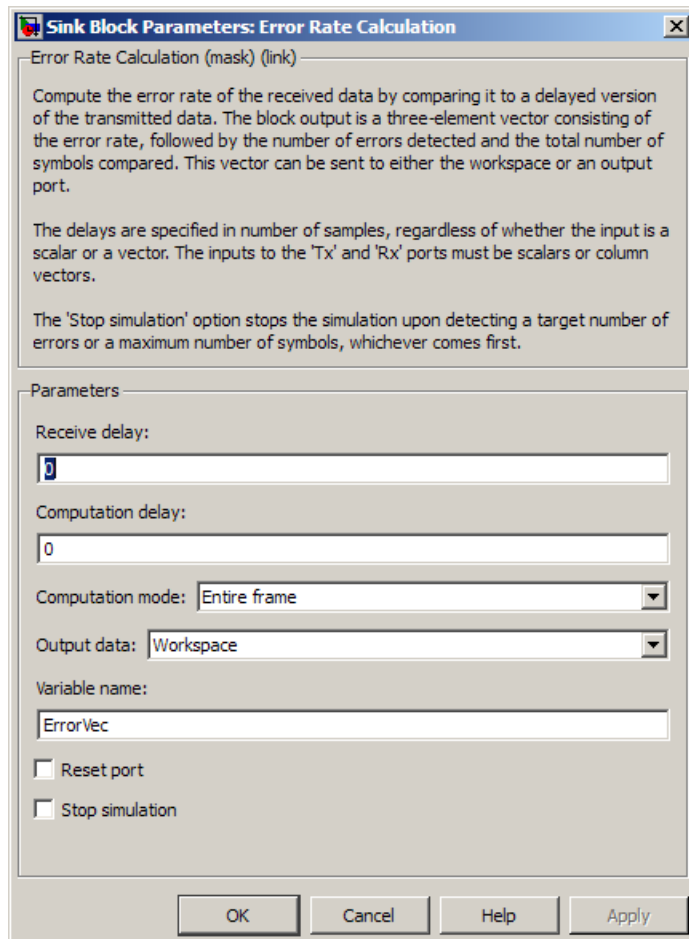 Sink Block Parameters: Error Rate Calculation
Error Rate Calculation (mask) (link)
Compute the error rate of the received data by comparing it to a delayed version
of the transmitted data. The block output is a three-element vector consisting of
the error rate, followed by the number of errors detected and the total number of
symbols compared. This vector can be sent to either the workspace or an output
port.
The delays are specified in number of samples, regardless of whether the input is a
scalar or a vector. The inputs to the 'Tx' and 'Rx' ports must be scalars or column
vectors.
The 'Stop simulation' option stops the simulation upon detecting a target number of
errors or a maximum number of symbols, whichever comes first.
Parameters
Receive delay:
0
Computation delay:
0
Computation mode: Entire frame
Output data: Workspace
Variable name:
ErrorVec
Reset port
Stop simulation
OK Cancel Help Apply